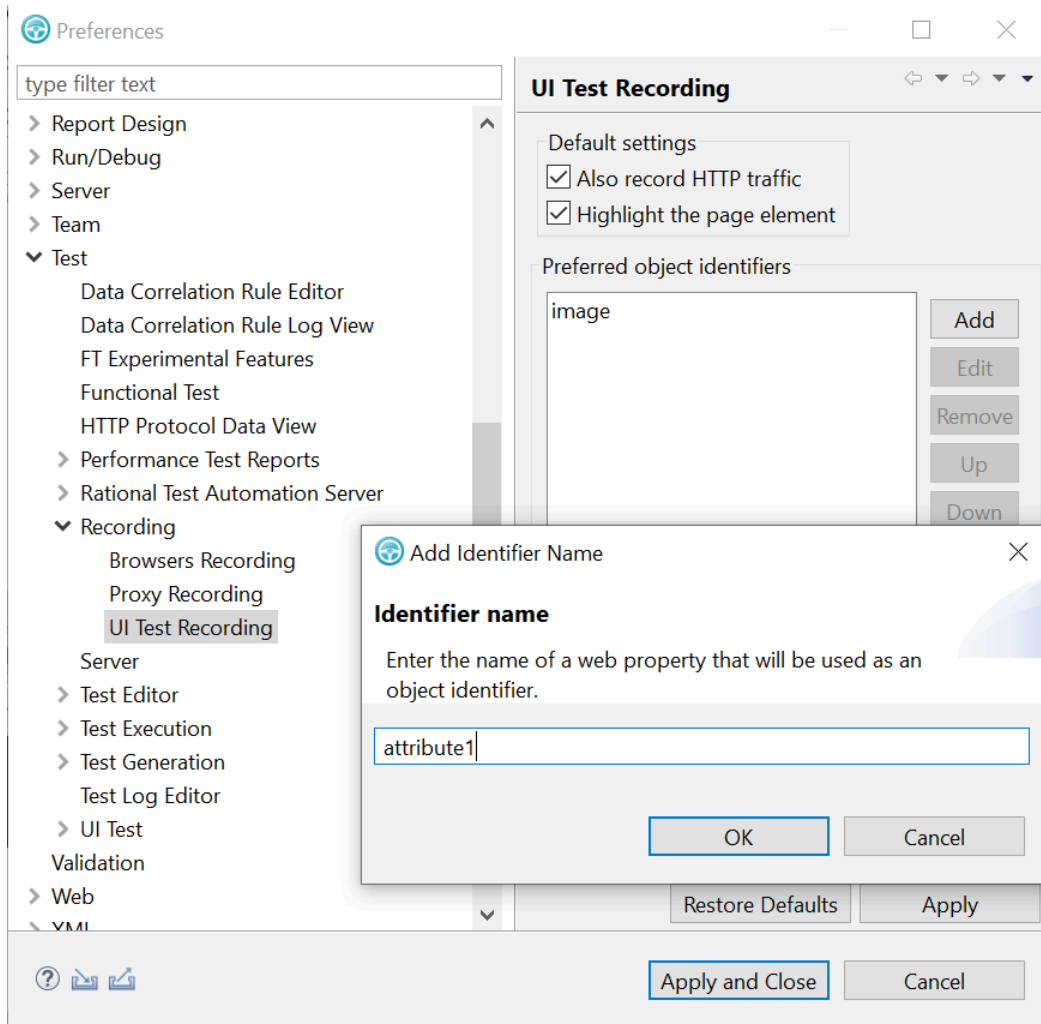 Preferences
type filter text
Report Design
Run/Debug
Server
Team
Test
Data Correlation Rule Editor
Data Correlation Rule Log View
FT Experimental Features
Functional Test
HTTP Protocol Data View
Performance Test Reports
Rational Test Automation Server
Recording
Browsers Recording
Proxy Recording
UI Test Recording
Server
Test Editor
Test Execution
Test Generation
Test Log Editor
UI Test
Validation
Web
XML
UI Test Recording
Default settings
Also record HTTP traffic
Highlight the page element
Preferred object identifiers
image
Add
Edit
Remove
Up
Down
Add Identifier Name
Identifier name
Enter the name of a web property that will be used as an
object identifier.
attribute1
OK
Cancel
Restore Defaults
Apply
Apply and Close
Cancel